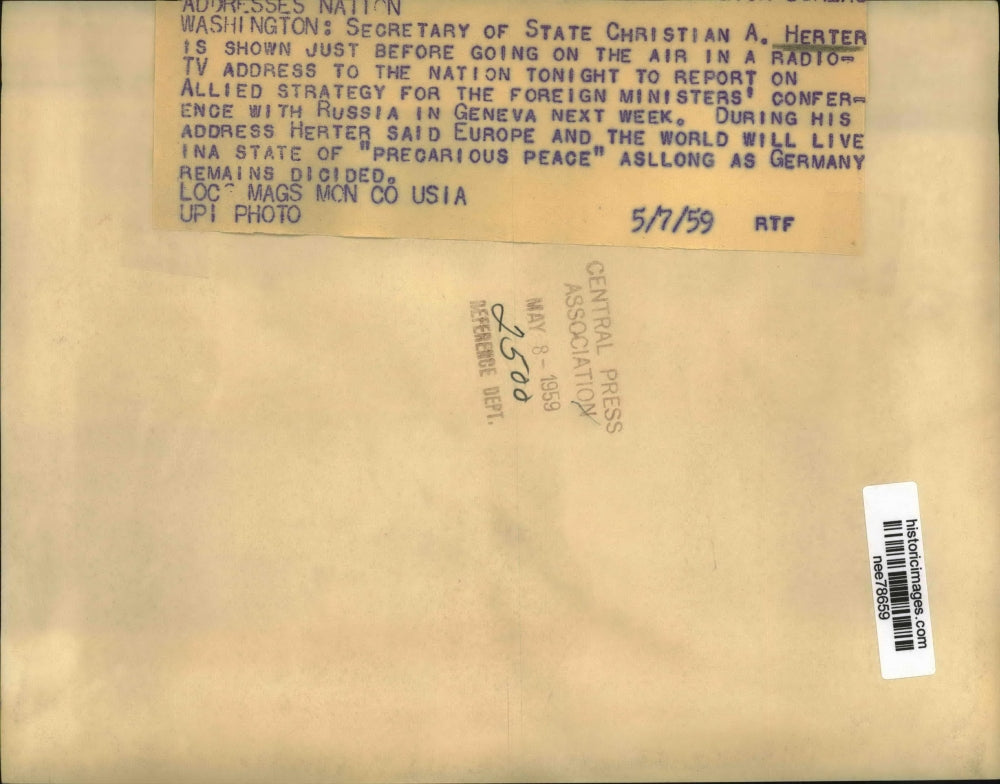 ADDRESSES NATION
WASHINGTON: SECRETARY OF STATE CHRISTIAN A. HERTER
IS SHOWN JUST BEFORE GOING ON THE AIR IN A RADIO-
TV ADDRESS TO THE NATION TONIGHT TO REPORT ON
ALLIED STRATEGY FOR THE FOREIGN MINISTERS' CONFER-
ENCE WITH RUSSIA IN GENEVA NEXT WEEK. DURING HIS
ADDRESS HERTER SAID EUROPE AND THE WORLD WILL LIVE
INA STATE OF "PRECARIOUS PEACE" ASLLONG AS GERMANY
REMAINS DICIDED.
LOCS MAGS MCN CO USIA
UPI PHOTO 5/7/59 RTF
CENTRAL PRESS
ASSOCIATION
MAY 8 - 1959
2500
REFERENCE DEPT.
historicimages.com
nee78659